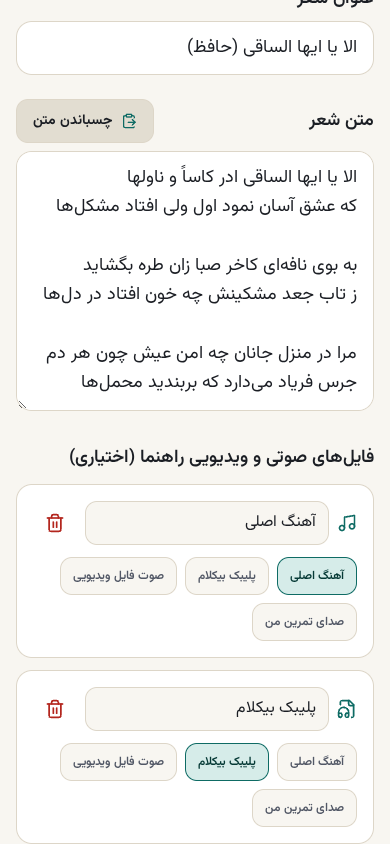 عنوان شعر
الا یا ایها الساقی (حافظ)
متن شعر
چسباندن متن
الا یا ایها الساقی ادر کاساً و ناولها
که عشق آسان نمود اول ولی افتاد مشکل‌ها
به بوی نافه‌ای کاخر صبا زان طره بگشاید
ز تاب جعد مشکینش چه خون افتاد در دل‌ها
مرا در منزل جانان چه امن عیش چون هر دم
جرس فریاد می‌دارد که بربندید محمل‌ها
فایل‌های صوتی و ویدیویی راهنما (اختیاری)
آهنگ اصلی
آهنگ اصلی پلیبک بیکلام صوت فایل ویدیویی
صدای تمرین من
پلیبک بیکلام
آهنگ اصلی پلیبک بیکلام صوت فایل ویدیویی
صدای تمرین من